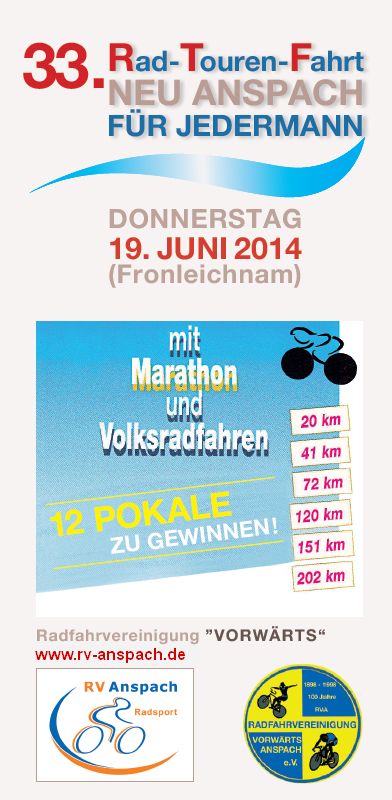 33. Rad-Touren-Fahrt
NEU ANSPACH
FÜR JEDERMANN
DONNERSTAG
19. JUNI 2014
(Fronleichnam)
mit
Marathon
und
Volksradfahren
20 km
41 km
72 km
120 km
151 km
202 km
12 POKALE
ZU GEWINNEN!
Radfahrvereinigung ”VORWÄRTS“
www.rv-anspach.de
RV Anspach
Radsport
1898 - 1998
100 Jahre
RVA
RADFAHRVEREINIGUNG
VORWÄRTS
ANSPACH
e.V.